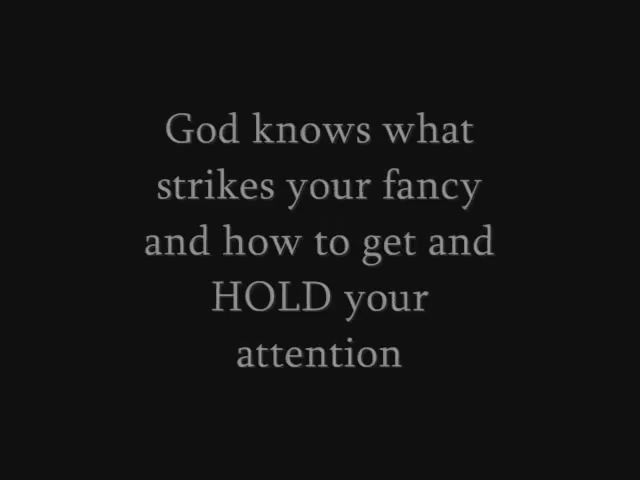 God knows what
strikes your fancy
and how to get and
HOLD your
attention